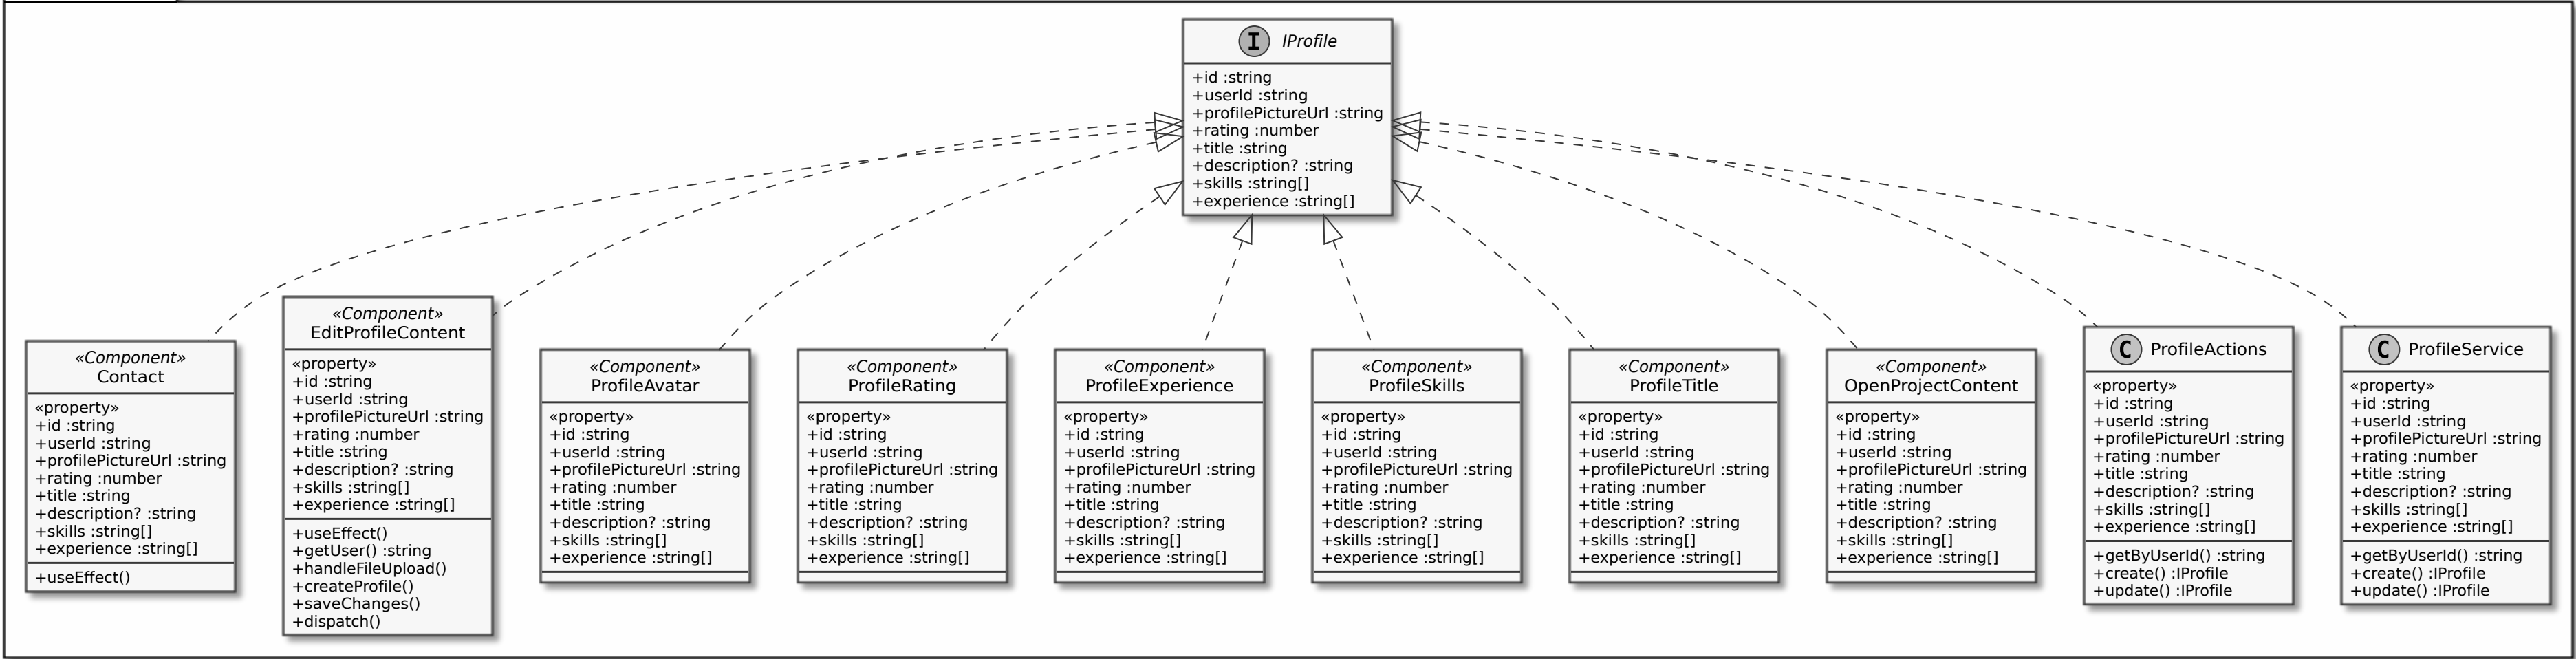 I IProfile
+id :string
+userId :string
+profilePictureUrl :string
+rating :number
+title :string
+description? :string
+skills :string[]
+experience :string[]
«Component»
Contact
«property»
+id :string
+userId :string
+profilePictureUrl :string
+rating :number
+title :string
+description? :string
+skills :string[]
+experience :string[]
+useEffect()
«Component»
EditProfileContent
«property»
+id :string
+userId :string
+profilePictureUrl :string
+rating :number
+title :string
+description? :string
+skills :string[]
+experience :string[]
+useEffect()
+getUser() :string
+handleFileUpload()
+createProfile()
+saveChanges()
+dispatch()
«Component»
ProfileAvatar
«property»
+id :string
+userId :string
+profilePictureUrl :string
+rating :number
+title :string
+description? :string
+skills :string[]
+experience :string[]
«Component»
ProfileRating
«property»
+id :string
+userId :string
+profilePictureUrl :string
+rating :number
+title :string
+description? :string
+skills :string[]
+experience :string[]
«Component»
ProfileExperience
«property»
+id :string
+userId :string
+profilePictureUrl :string
+rating :number
+title :string
+description? :string
+skills :string[]
+experience :string[]
«Component»
ProfileSkills
«property»
+id :string
+userId :string
+profilePictureUrl :string
+rating :number
+title :string
+description? :string
+skills :string[]
+experience :string[]
«Component»
ProfileTitle
«property»
+id :string
+userId :string
+profilePictureUrl :string
+rating :number
+title :string
+description? :string
+skills :string[]
+experience :string[]
«Component»
OpenProjectContent
«property»
+id :string
+userId :string
+profilePictureUrl :string
+rating :number
+title :string
+description? :string
+skills :string[]
+experience :string[]
C ProfileActions
«property»
+id :string
+userId :string
+profilePictureUrl :string
+rating :number
+title :string
+description? :string
+skills :string[]
+experience :string[]
+getByUserId() :string
+create() :IProfile
+update() :IProfile
C ProfileService
«property»
+id :string
+userId :string
+profilePictureUrl :string
+rating :number
+title :string
+description? :string
+skills :string[]
+experience :string[]
+getByUserId() :string
+create() :IProfile
+update() :IProfile